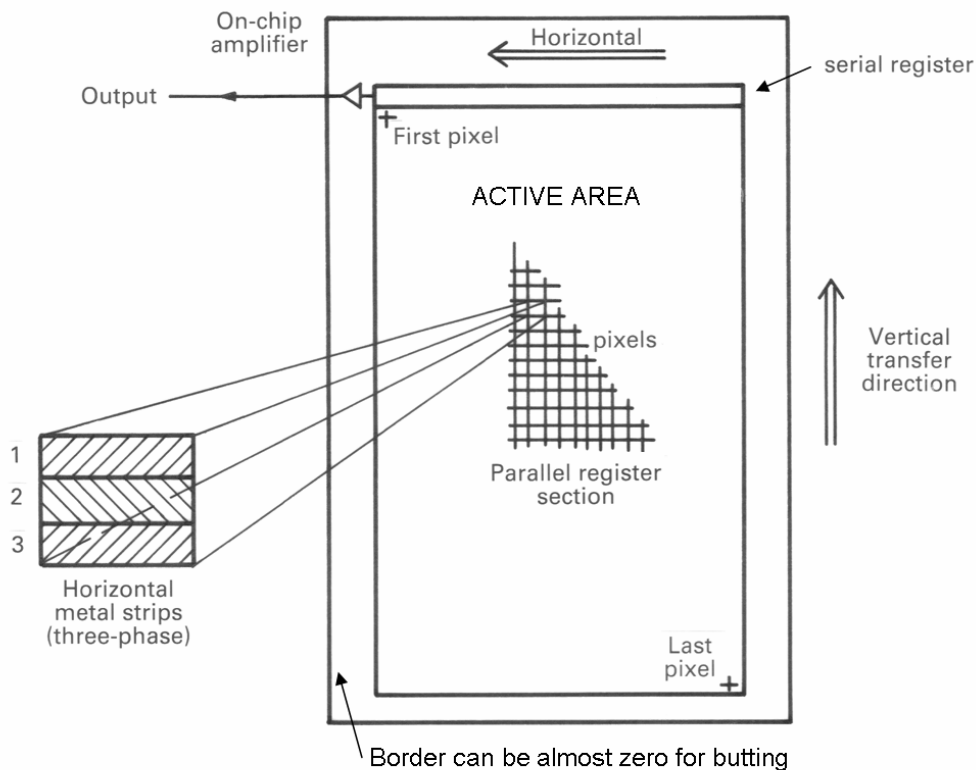 On-chip
amplifier
Horizontal
serial register
Output
First pixel
ACTIVE AREA
pixels
Vertical
transfer
direction
1
2
3
Parallel register
section
Horizontal
metal strips
(three-phase)
Last
pixel
Border can be almost zero for butting